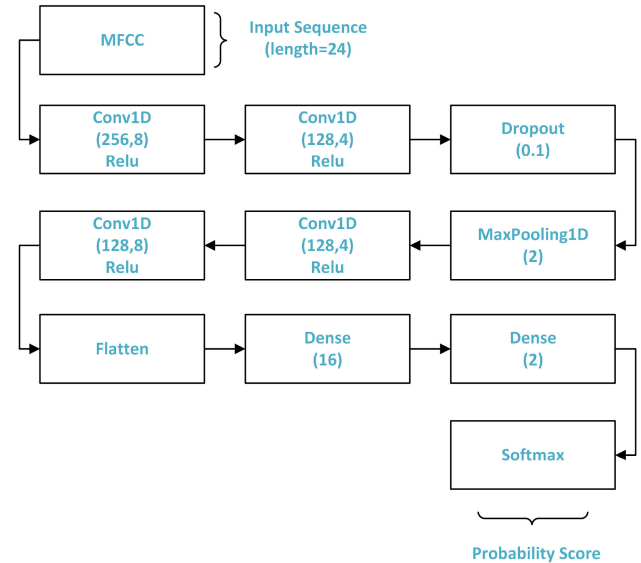 MFCC
Input Sequence
(length=24)
Conv1D
(256,8)
Relu
Conv1D
(128,4)
Relu
Dropout
(0.1)
Conv1D
(128,8)
Relu
Conv1D
(128,4)
Relu
MaxPooling1D
(2)
Flatten
Dense
(16)
Dense
(2)
Softmax
Probability Score